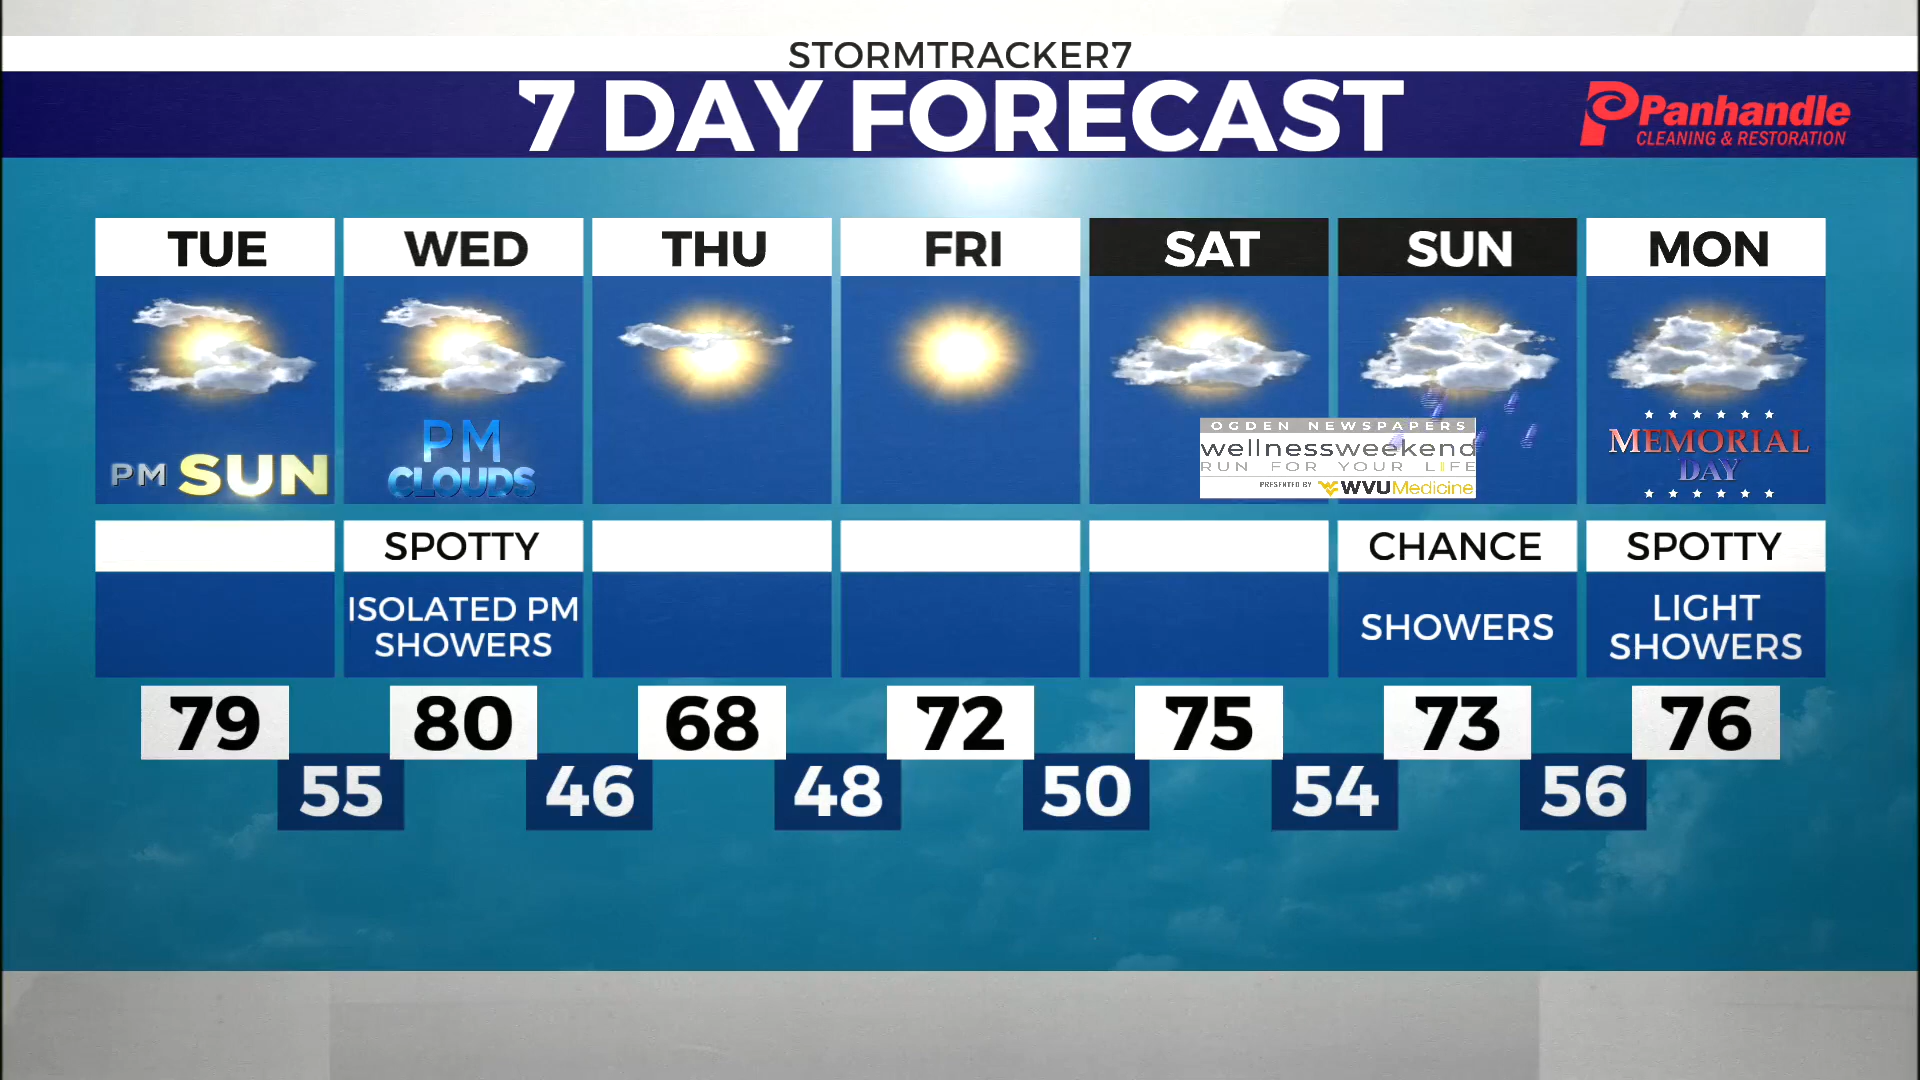 STORMTRACKER7
7 DAY FORECAST
Panhandle
CLEANING & RESTORATION
TUE
WED
THU
FRI
SAT
SUN
MON
PM SUN
PM
CLOUDS
OGDEN NEWSPAPERS
wellnessweekend
RUN FOR YOUR LIFE
PRESENTED BY WVUMedicine
MEMORIAL
DAY
SPOTTY
CHANCE
SPOTTY
ISOLATED PM
SHOWERS
SHOWERS
LIGHT
SHOWERS
79
80
68
72
75
73
76
55
46
48
50
54
56